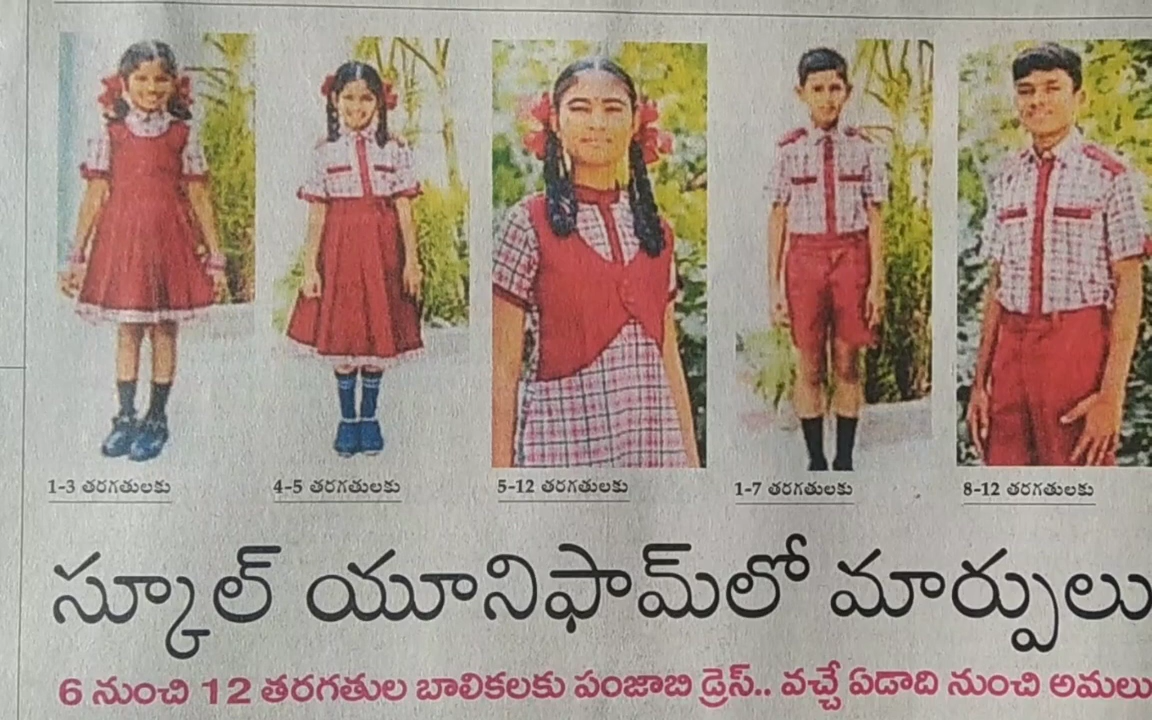 1-3 తరగతులకు
4-5 తరగతులకు
5-12 తరగతులకు
1-7 తరగతులకు
8-12 తరగతులకు
స్కూల్ యూనిఫామ్‌లో మార్పులు
6 నుంచి 12 తరగతుల బాలికలకు పంజాబి డ్రెస్.. వచ్చే ఏడాది నుంచి అమలు